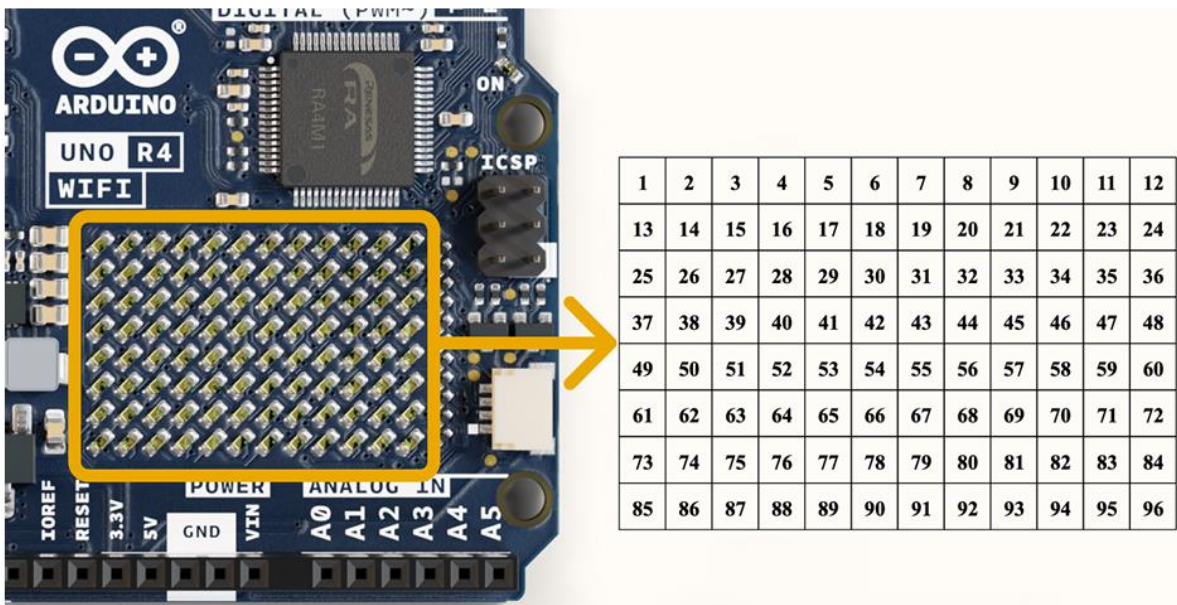 DIGITAL (PWM~)
®
ARDUINO
UNO R4
WIFI
RENESAS
RA
RA4M1
ON
ICSP
1 2 3 4 5 6 7 8 9 10 11 12
13 14 15 16 17 18 19 20 21 22 23 24
25 26 27 28 29 30 31 32 33 34 35 36
37 38 39 40 41 42 43 44 45 46 47 48
49 50 51 52 53 54 55 56 57 58 59 60
61 62 63 64 65 66 67 68 69 70 71 72
73 74 75 76 77 78 79 80 81 82 83 84
85 86 87 88 89 90 91 92 93 94 95 96
POWER ANALOG IN
IOREF
RESET
3.3V
5V
GND
VIN
A0
A1
A2
A3
A4
A5